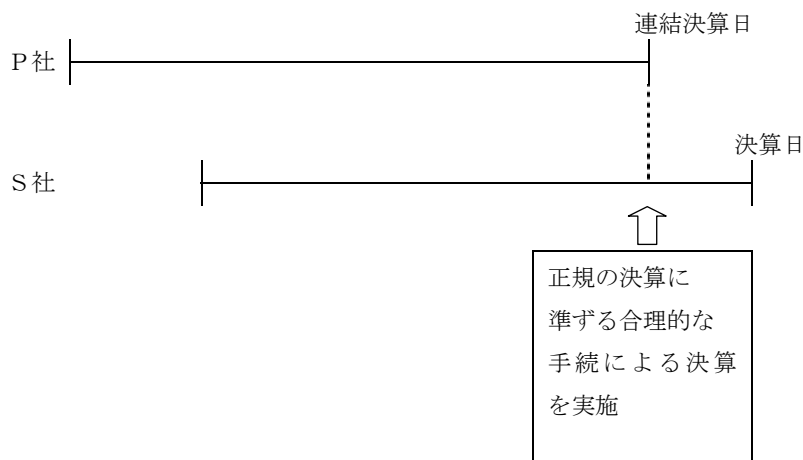 連結決算日
P社
決算日
S社
正規の決算に
準ずる合理的な
手続による決算
を実施